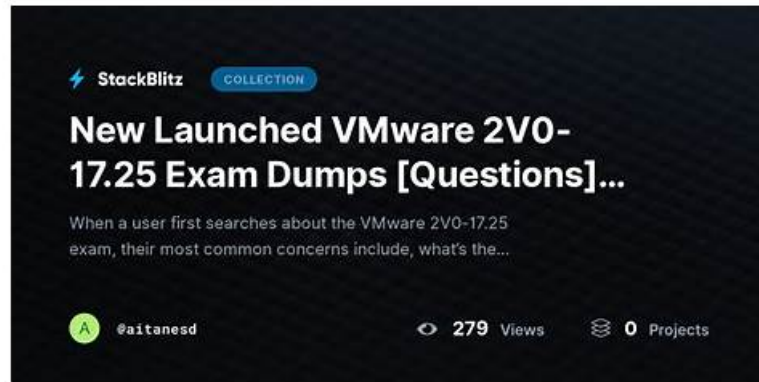 StackBlitz COLLECTION
New Launched VMware 2V0-
17.25 Exam Dumps [Questions]...
When a user first searches about the VMware 2V0-17.25
exam, their most common concerns include, what's the...
A @aitanesd 279 Views 0 Projects